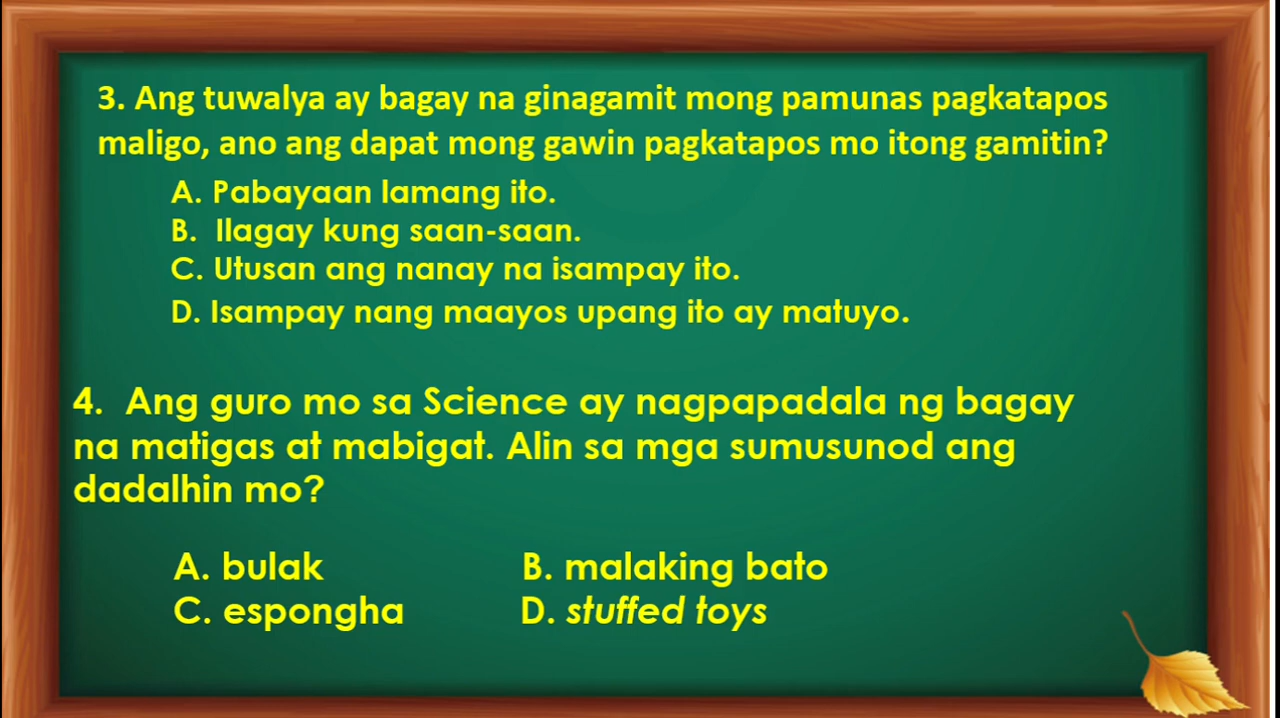 3. Ang tuwalya ay bagay na ginagamit mong pamunas pagkatapos
maligo, ano ang dapat mong gawin pagkatapos mo itong gamitin?
A. Pabayaan lamang ito.
B. Ilagay kung saan-saan.
C. Utusan ang nanay na isampay ito.
D. Isampay nang maayos upang ito ay matuyo.
4. Ang guro mo sa Science ay nagpapadala ng bagay
na matigas at mabigat. Alin sa mga sumusunod ang
dadalhin mo?
A. bulak B. malaking bato
C. espongha D. stuffed toys